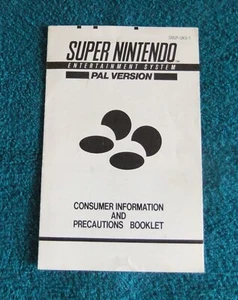 SUPER NINTENDO
ENTERTAINMENT SYSTEM
PAL VERSION
CONSUMER INFORMATION
AND
PRECAUTIONS BOOKLET